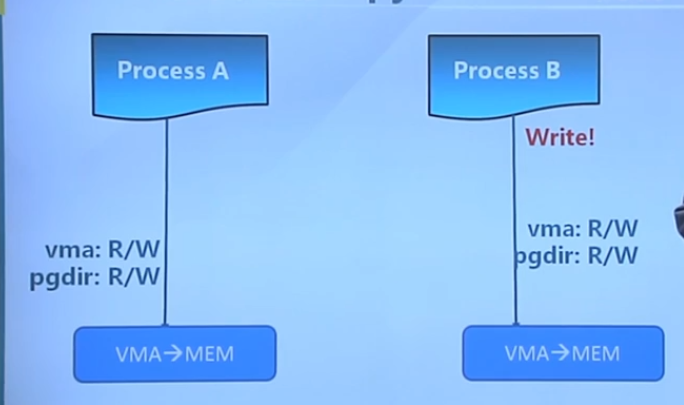 Process A
Process B
Write!
vma: R/W
pgdir: R/W
vma: R/W
pgdir: R/W
VMA→MEM
VMA→MEM